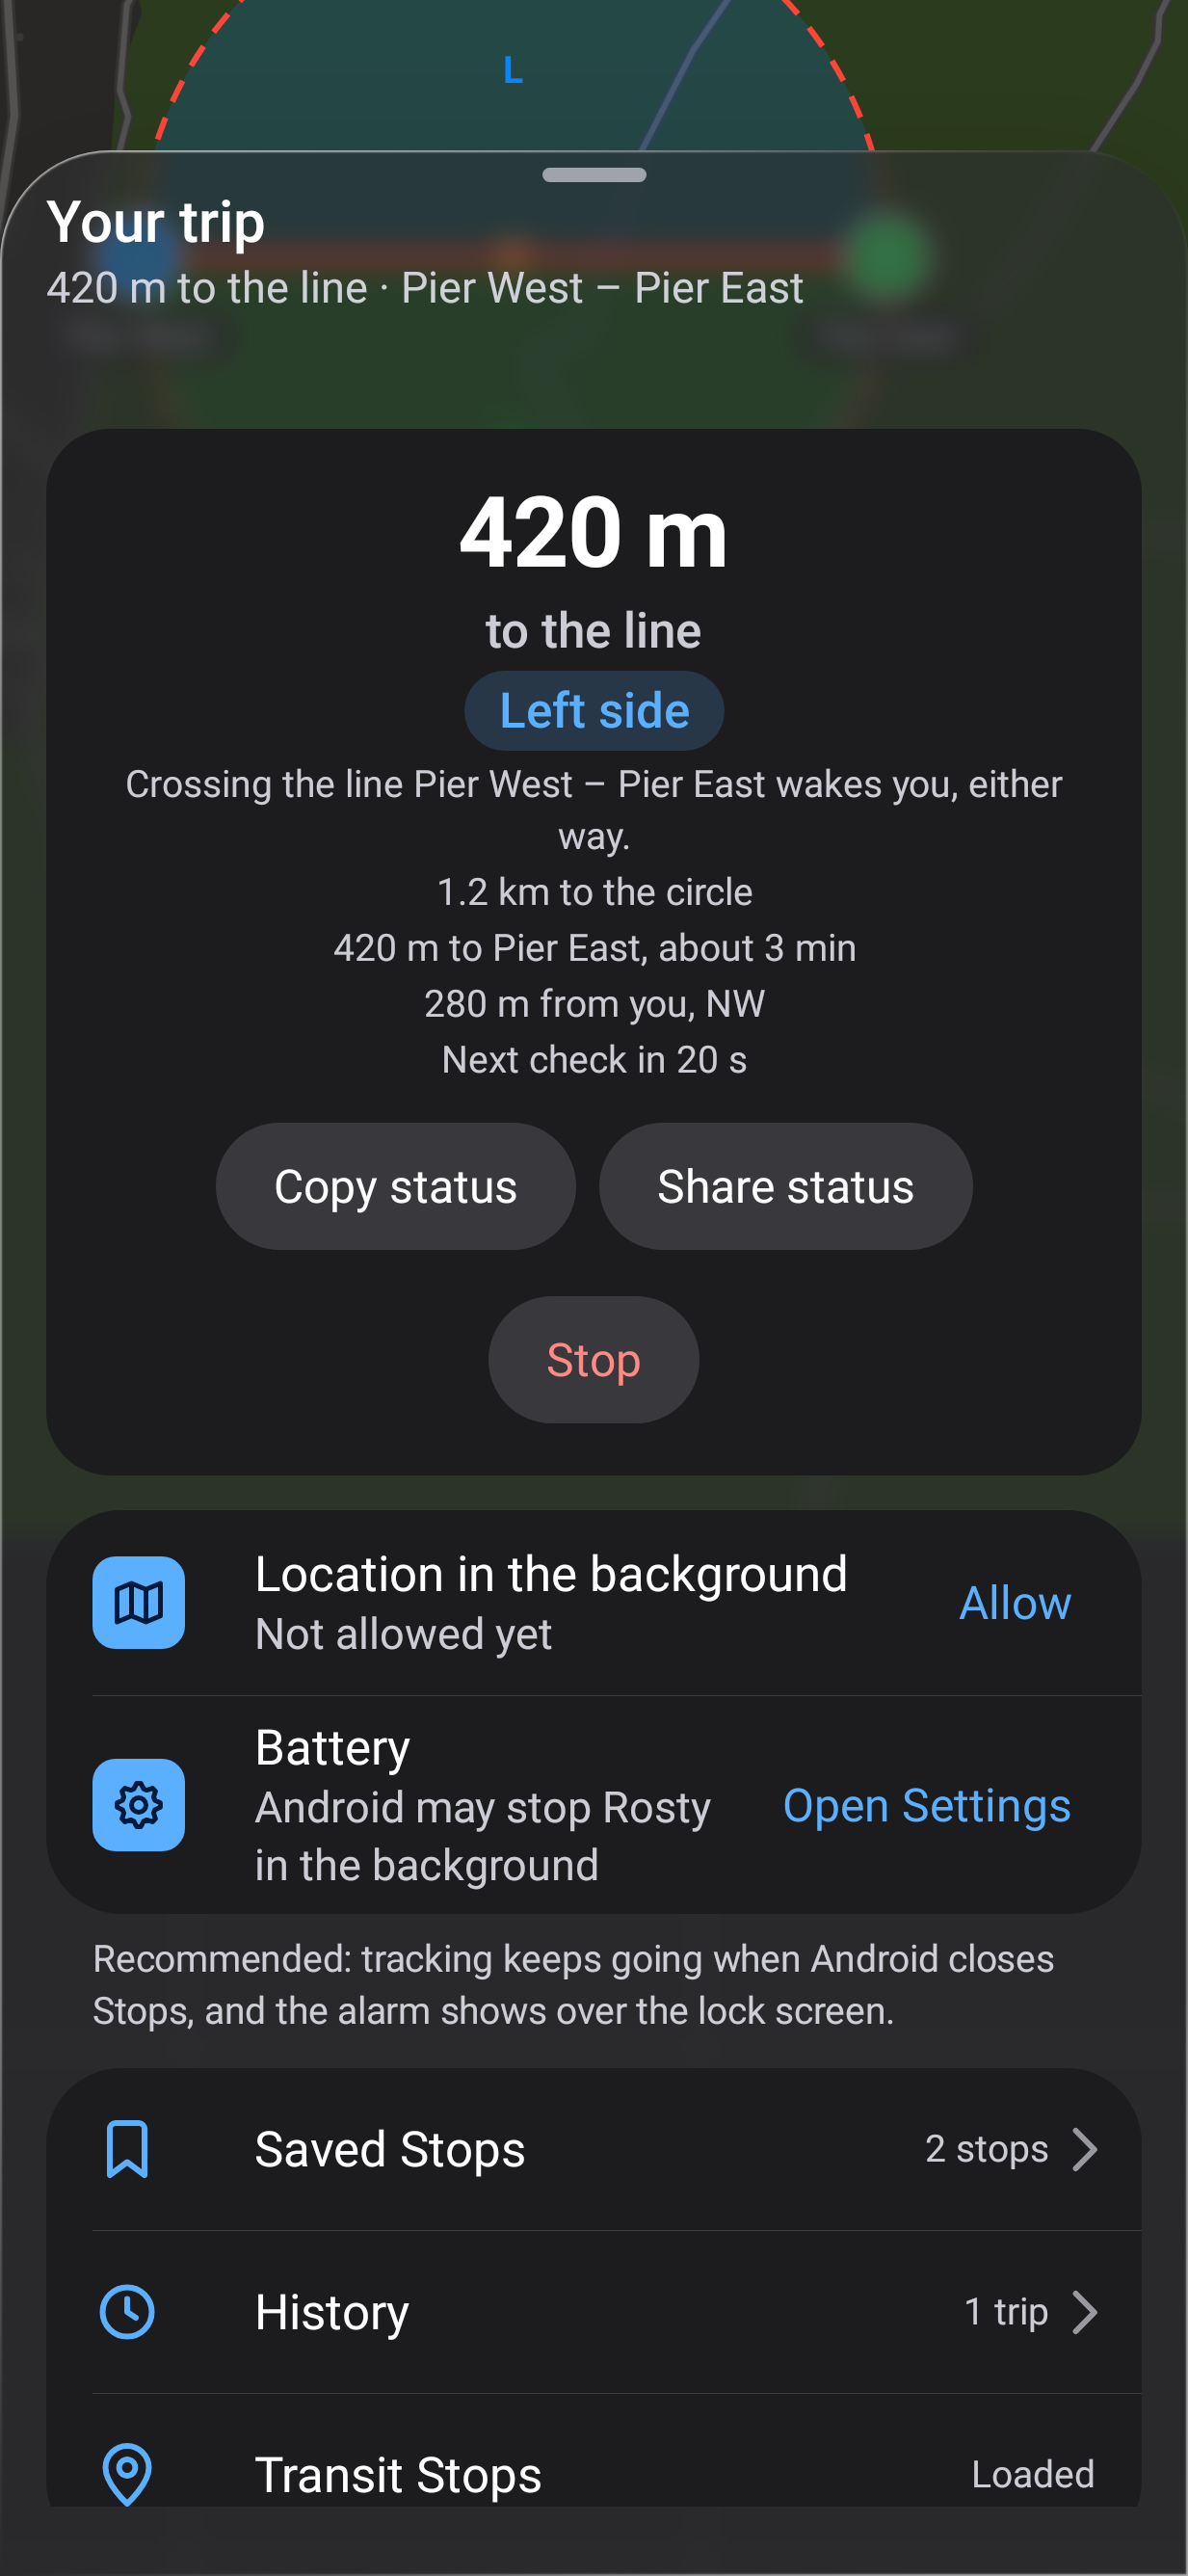 L
Your trip
420 m to the line · Pier West – Pier East
420 m
to the line
Left side
Crossing the line Pier West – Pier East wakes you, either
way.
1.2 km to the circle
420 m to Pier East, about 3 min
280 m from you, NW
Next check in 20 s
Copy status
Share status
Stop
Location in the background
Not allowed yet
Allow
Battery
Android may stop Rosty
in the background
Open Settings
Recommended: tracking keeps going when Android closes
Stops, and the alarm shows over the lock screen.
Saved Stops
2 stops
History
1 trip
Transit Stops
Loaded